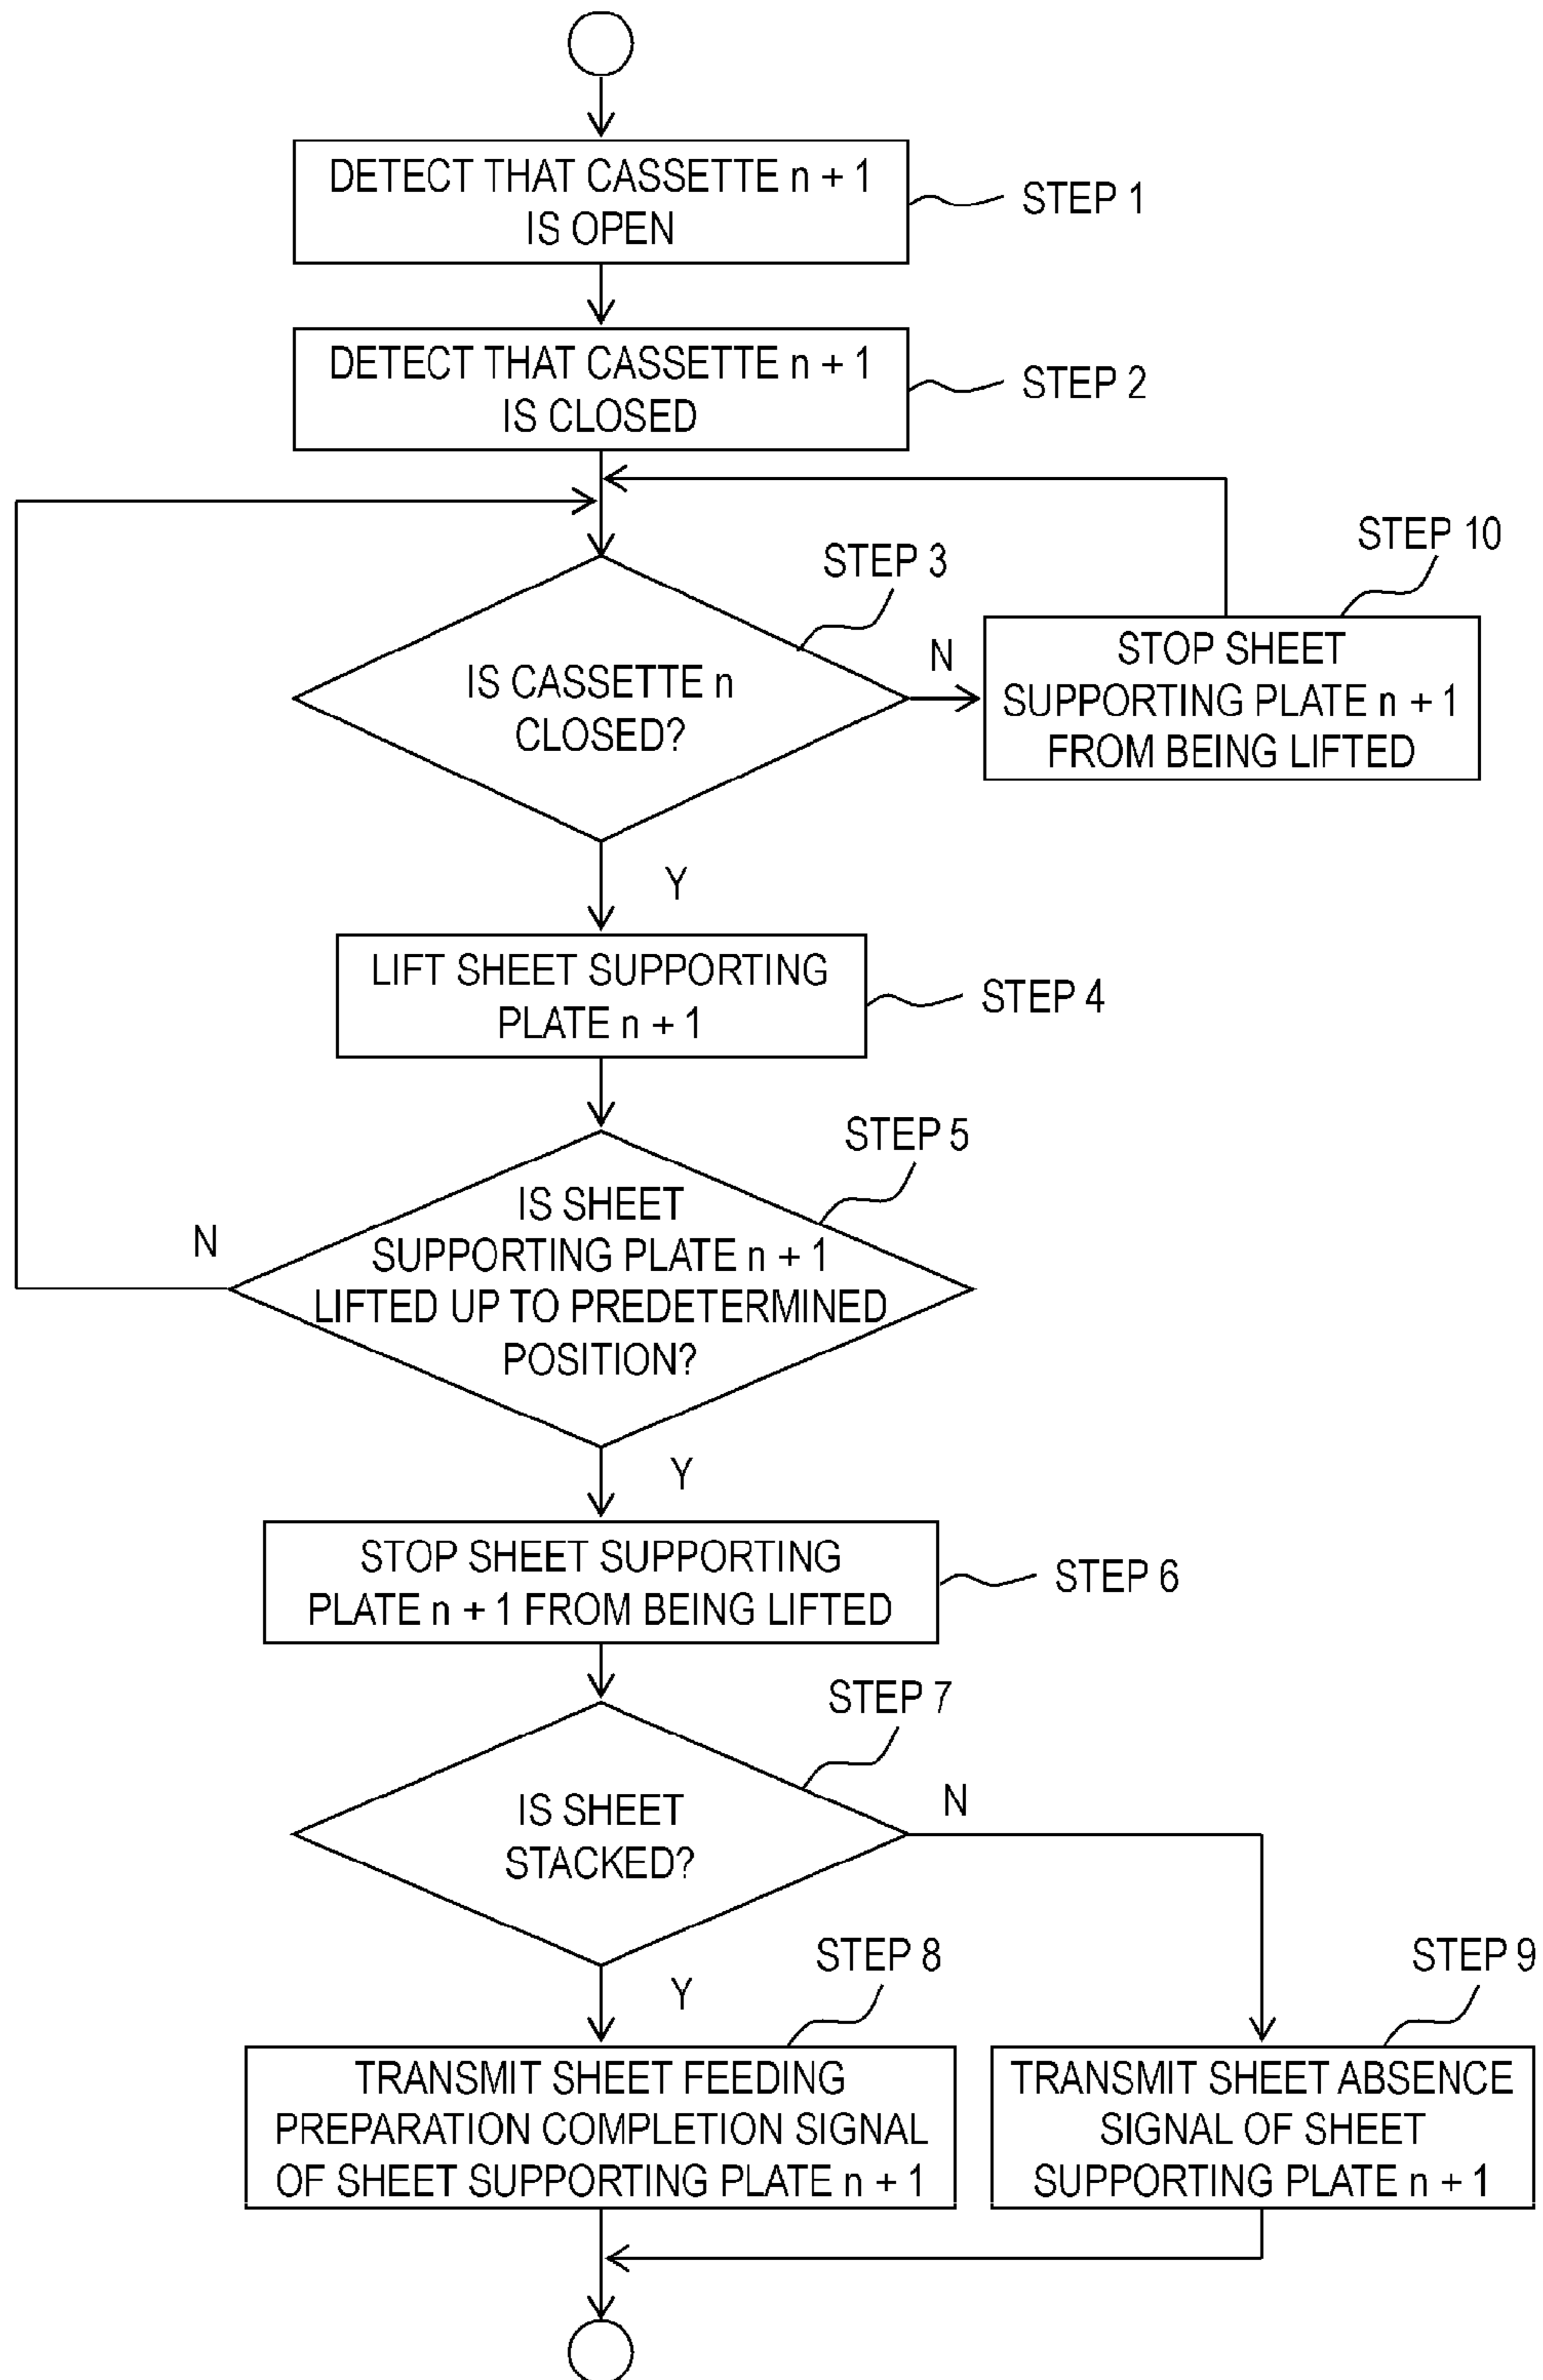 DETECT THAT CASSETTE n + 1
IS OPEN
STEP 1
DETECT THAT CASSETTE n + 1
IS CLOSED
STEP 2
STEP 3
IS CASSETTE n
CLOSED?
N
STEP 10
STOP SHEET
SUPPORTING PLATE n + 1
FROM BEING LIFTED
Y
LIFT SHEET SUPPORTING
PLATE n + 1
STEP 4
STEP 5
IS SHEET
SUPPORTING PLATE n + 1
LIFTED UP TO PREDETERMINED
POSITION?
N
Y
STOP SHEET SUPPORTING
PLATE n + 1 FROM BEING LIFTED
STEP 6
STEP 7
IS SHEET
STACKED?
N
Y
STEP 8
TRANSMIT SHEET FEEDING
PREPARATION COMPLETION SIGNAL
OF SHEET SUPPORTING PLATE n + 1
STEP 9
TRANSMIT SHEET ABSENCE
SIGNAL OF SHEET
SUPPORTING PLATE n + 1